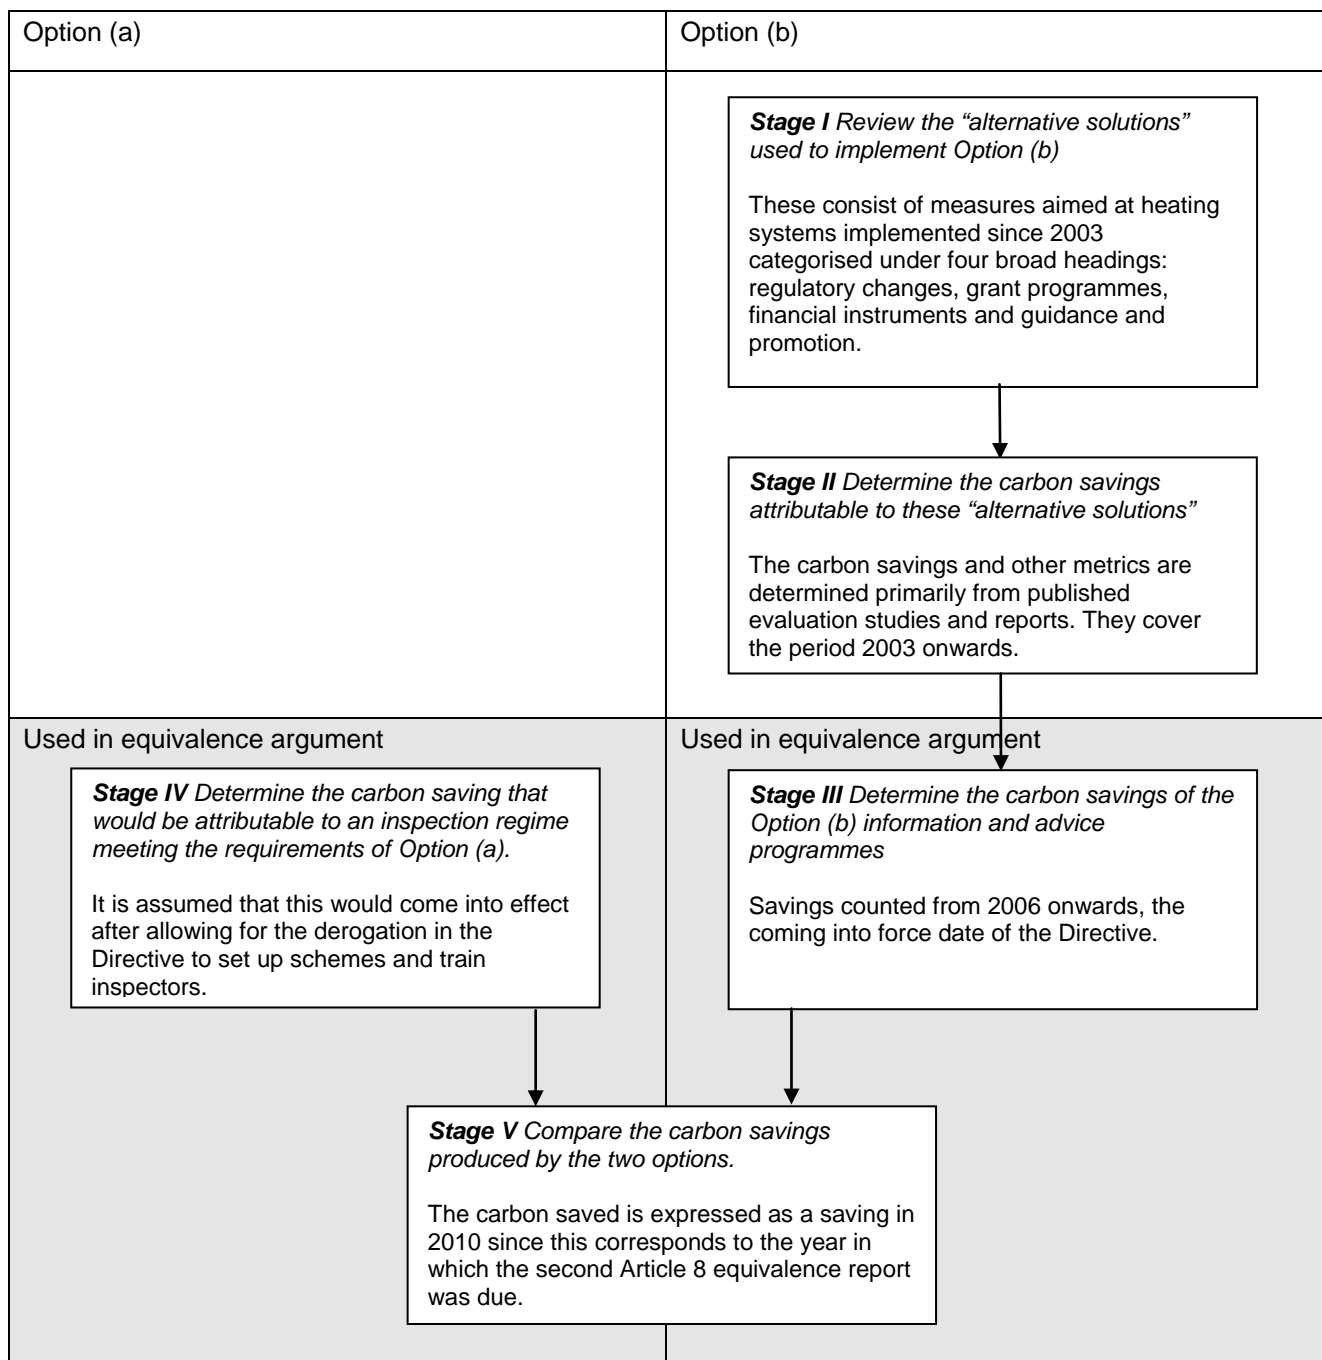 Option (a)
Option (b)
Stage I Review the “alternative solutions”
used to implement Option (b)
These consist of measures aimed at heating
systems implemented since 2003
categorised under four broad headings:
regulatory changes, grant programmes,
financial instruments and guidance and
promotion.
Stage II Determine the carbon savings
attributable to these “alternative solutions”
The carbon savings and other metrics are
determined primarily from published
evaluation studies and reports. They cover
the period 2003 onwards.
Used in equivalence argument
Used in equivalence argument
Stage IV Determine the carbon saving that
would be attributable to an inspection regime
meeting the requirements of Option (a).
It is assumed that this would come into effect
after allowing for the derogation in the
Directive to set up schemes and train
inspectors.
Stage III Determine the carbon savings of the
Option (b) information and advice
programmes
Savings counted from 2006 onwards, the
coming into force date of the Directive.
Stage V Compare the carbon savings
produced by the two options.
The carbon saved is expressed as a saving in
2010 since this corresponds to the year in
which the second Article 8 equivalence report
was due.